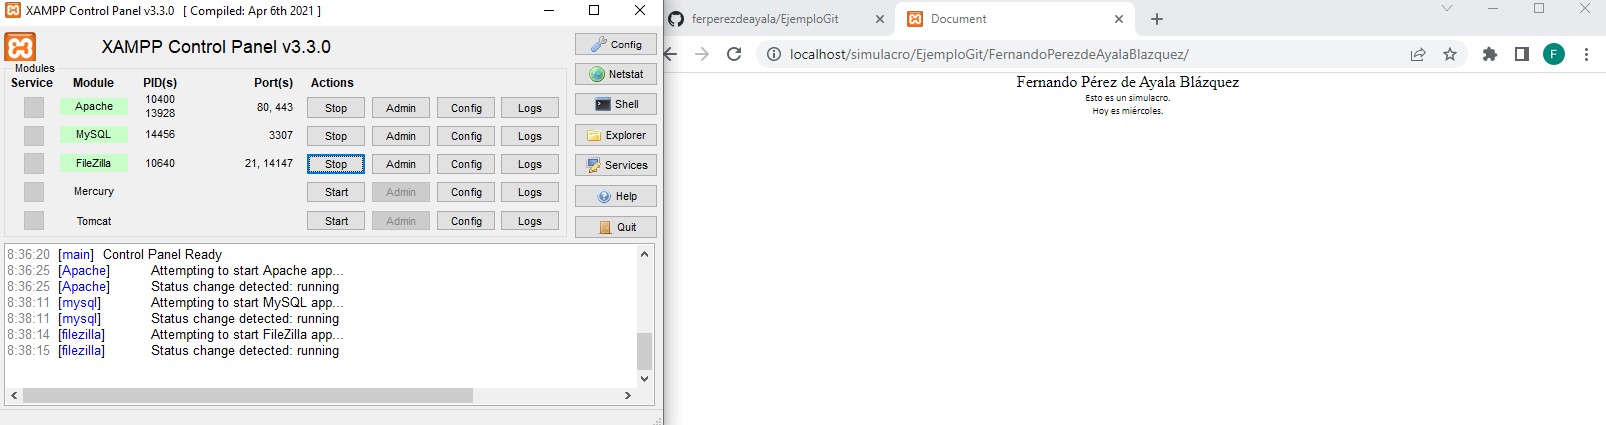 XAMPP Control Panel v3.3.0 [ Compiled: Apr 6th 2021 ]
XAMPP Control Panel v3.3.0
Config
Modules
Service Module PID(s) Port(s) Actions
Netstat
Apache 10400 13928 80, 443 Stop Admin Config Logs
Shell
MySQL 14456 3307 Stop Admin Config Logs
Explorer
FileZilla 10640 21, 14147 Stop Admin Config Logs
Services
Mercury Start Admin Config Logs
Help
Tomcat Start Admin Config Logs
Quit
8:36:20 [main] Control Panel Ready
8:36:25 [Apache] Attempting to start Apache app...
8:36:25 [Apache] Status change detected: running
8:38:11 [mysql] Attempting to start MySQL app...
8:38:11 [mysql] Status change detected: running
8:38:14 [filezilla] Attempting to start FileZilla app...
8:38:15 [filezilla] Status change detected: running
ferperezdeayala/EjemploGit
Document
localhost/simulacro/EjemploGit/FernandoPerezdeAyalaBlazquez/
F
Fernando Pérez de Ayala Blázquez
Esto es un simulacro.
Hoy es miércoles.